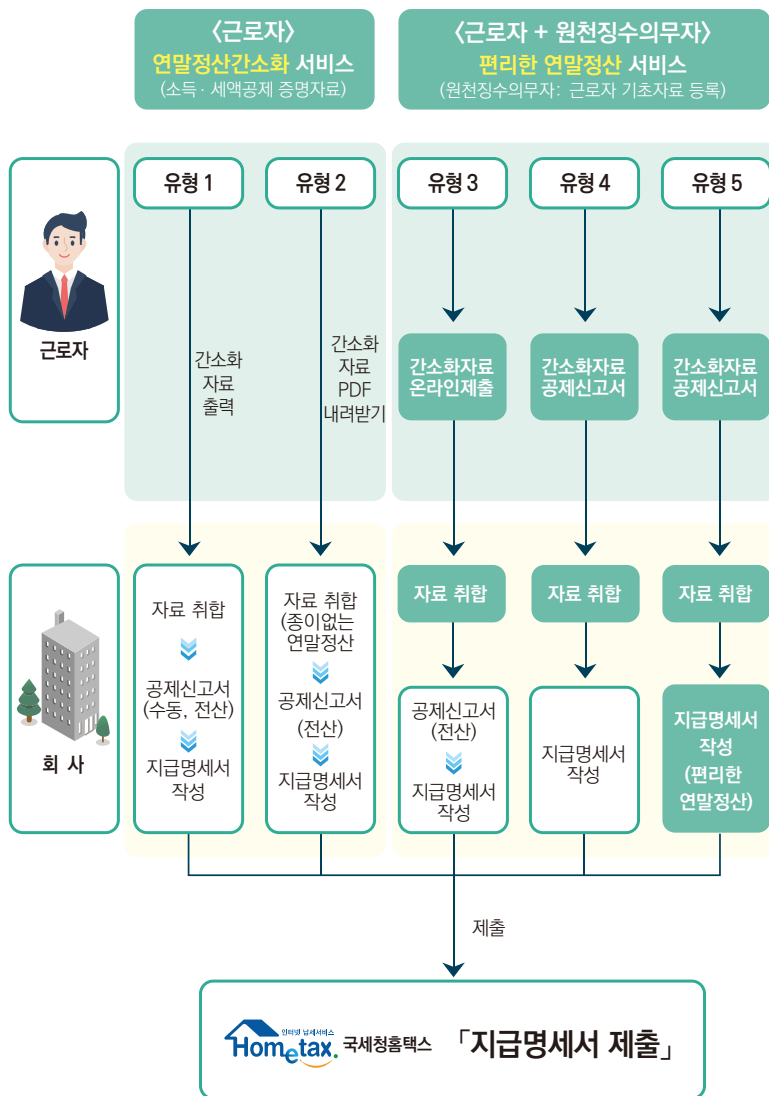 〈근로자〉
연말정산간소화 서비스
(소득· 세액공제 증명자료)
〈근로자 + 원천징수의무자〉
편리한 연말정산 서비스
(원천징수의무자: 근로자 기초자료 등록)
유형 1
유형 2
유형 3
유형 4
유형 5
근로자
간소화
자료
출력
간소화
자료
PDF
내려받기
간소화자료
온라인제출
간소화자료
공제신고서
간소화자료
공제신고서
회 사
자료 취합
공제신고서
(수동, 전산)
지급명세서
작성
자료 취합
(종이없는
연말정산
공제신고서
(전산)
지급명세서
작성
자료 취합
공제신고서
(전산)
지급명세서
작성
자료 취합
지급명세서
작성
자료 취합
지급명세서
작성
(편리한
연말정산)
제출
인터넷 납세서비스
Hometax. 국세청홈택스 「지급명세서 제출」